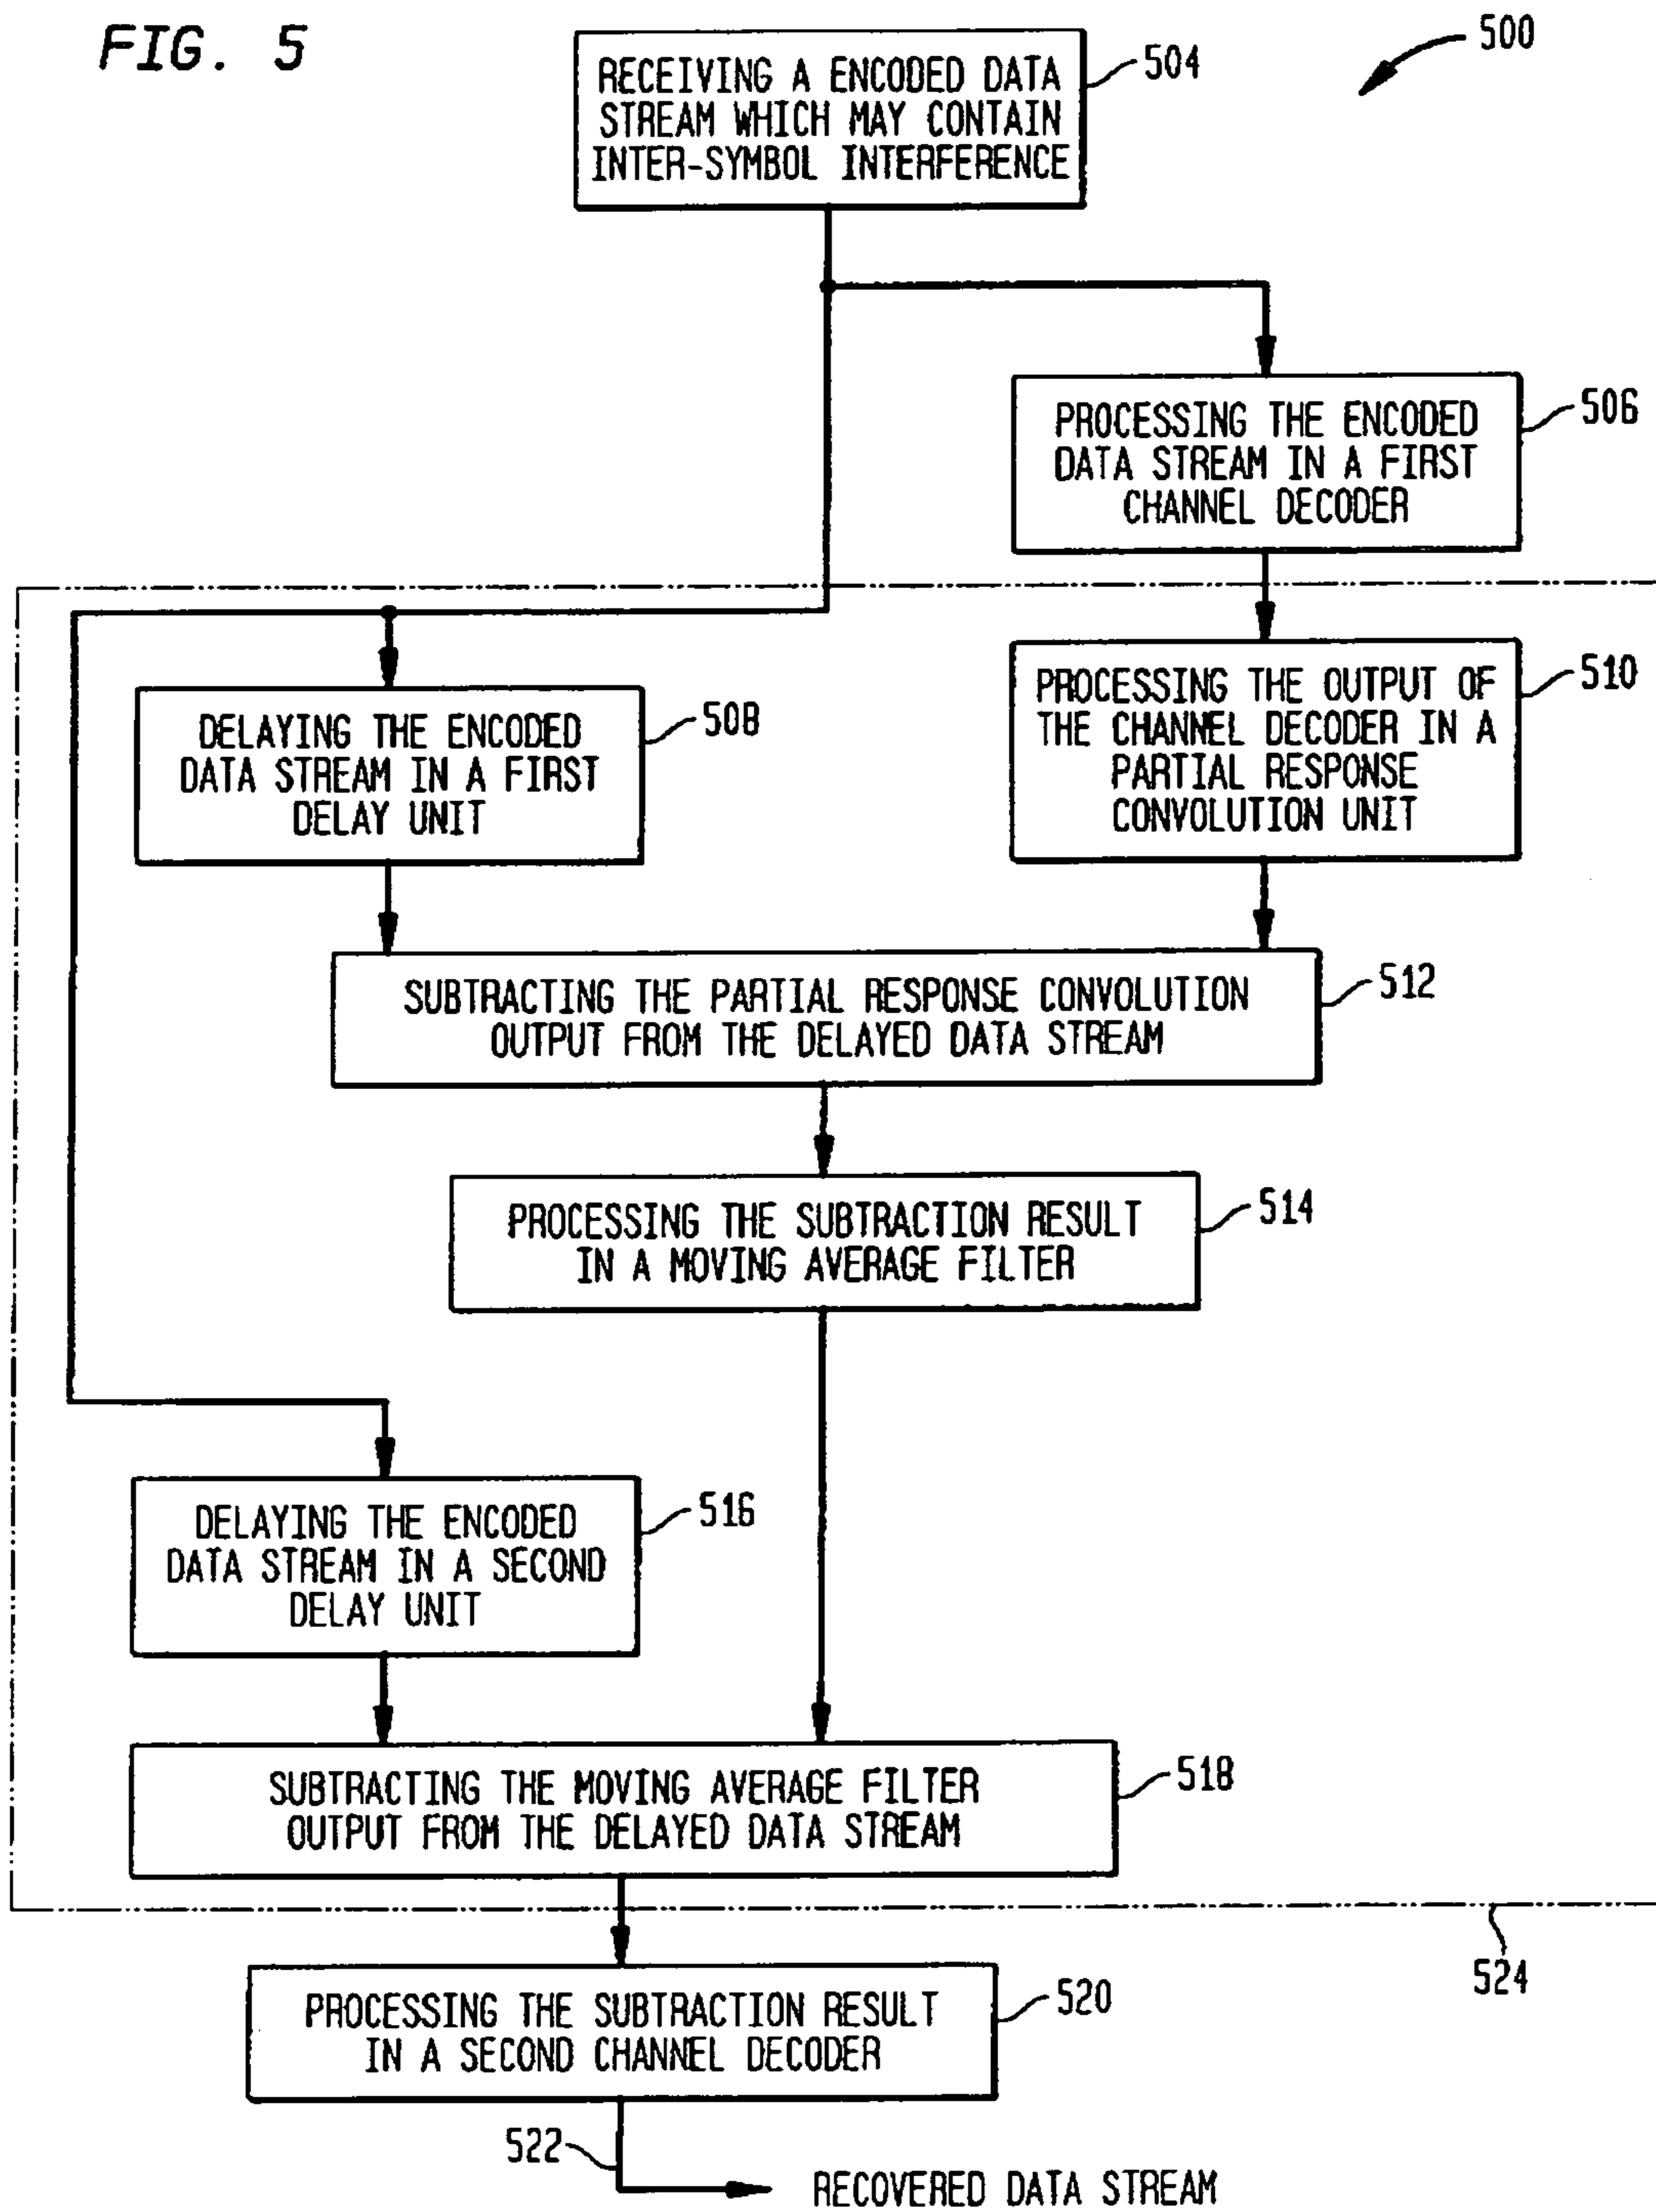 FIG. 5
500
RECEIVING A ENCODED DATA
STREAM WHICH MAY CONTAIN
INTER-SYMBOL INTERFERENCE
504
PROCESSING THE ENCODED
DATA STREAM IN A FIRST
CHANNEL DECODER
506
DELAYING THE ENCODED
DATA STREAM IN A FIRST
DELAY UNIT
508
PROCESSING THE OUTPUT OF
THE CHANNEL DECODER IN A
PARTIAL RESPONSE
CONVOLUTION UNIT
510
SUBTRACTING THE PARTIAL RESPONSE CONVOLUTION
OUTPUT FROM THE DELAYED DATA STREAM
512
PROCESSING THE SUBTRACTION RESULT
IN A MOVING AVERAGE FILTER
514
DELAYING THE ENCODED
DATA STREAM IN A SECOND
DELAY UNIT
516
SUBTRACTING THE MOVING AVERAGE FILTER
OUTPUT FROM THE DELAYED DATA STREAM
518
524
PROCESSING THE SUBTRACTION RESULT
IN A SECOND CHANNEL DECODER
520
522
RECOVERED DATA STREAM